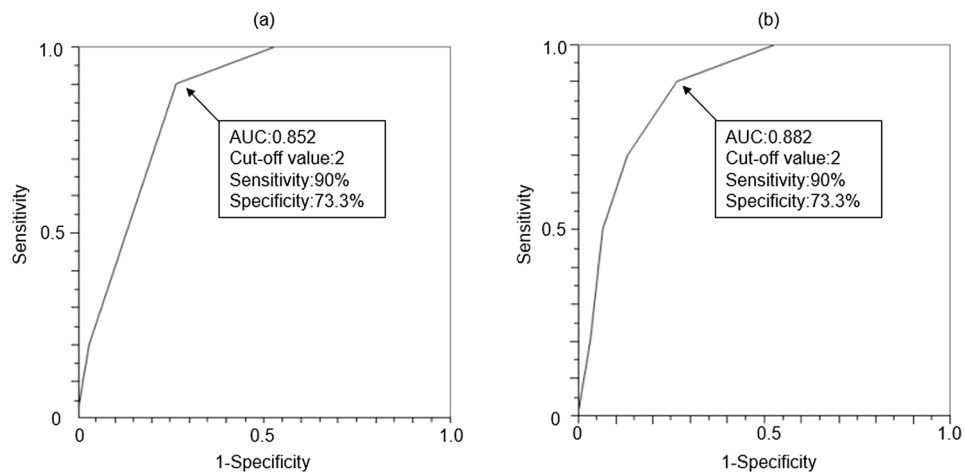 (a)
1.0
0.5
0
Sensitivity
0
0.5
1.0
1-Specificity
AUC:0.852
Cut-off value:2
Sensitivity:90%
Specificity:73.3%
(b)
1.0
0.5
0
Sensitivity
0
0.5
1.0
1-Specificity
AUC:0.882
Cut-off value:2
Sensitivity:90%
Specificity:73.3%